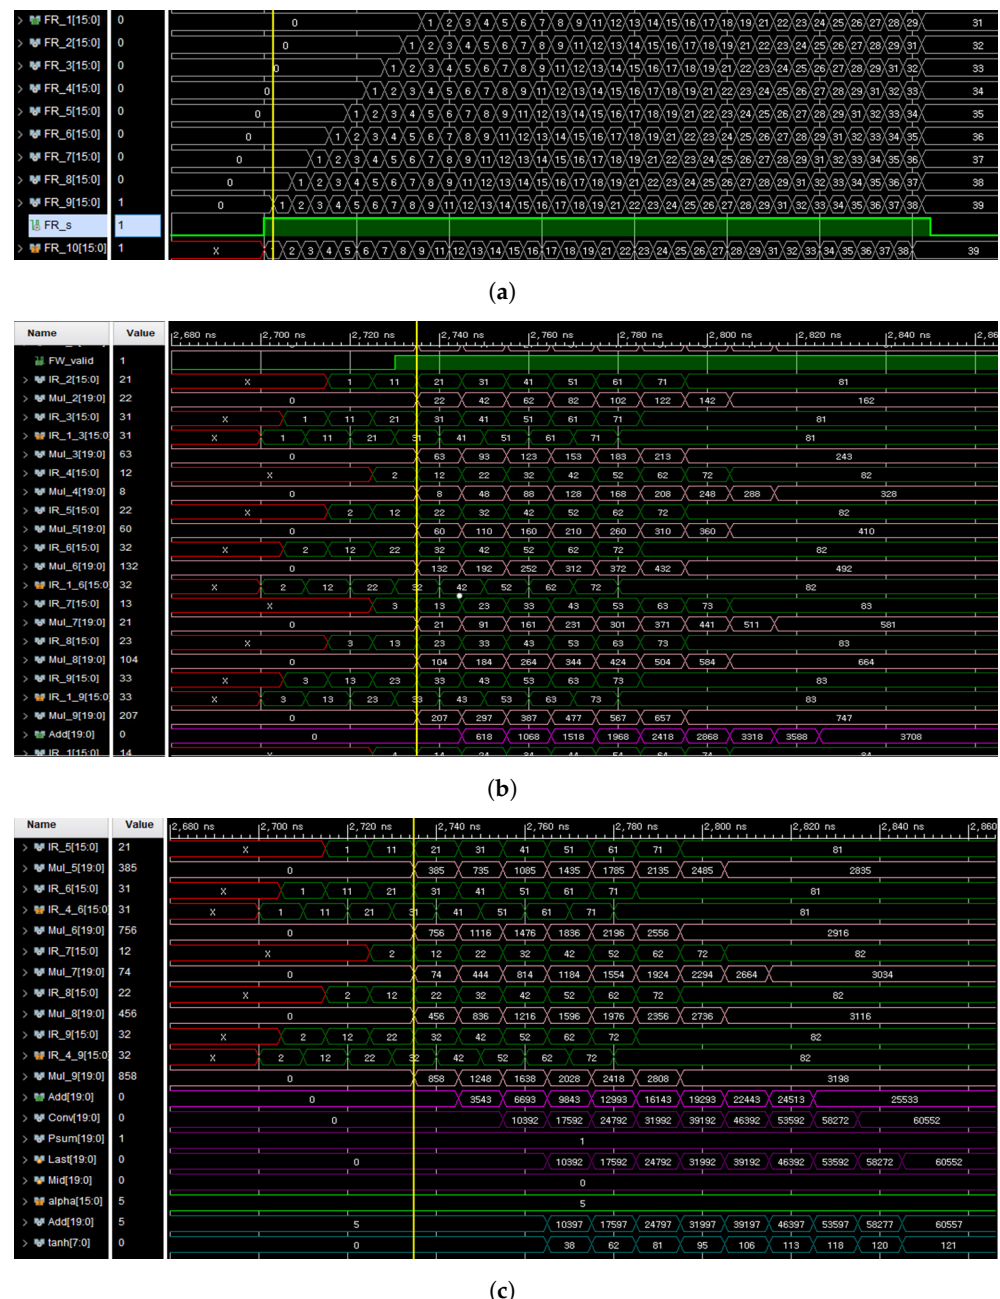 FR_1[15:0] 0 0 1 2 3 4 5 6 7 8 9 11 12 13 14 15 16 17 18 19 20 21 22 23 24 25 26 27 28 29 31
FR_2[15:0] 0 0 1 2 3 4 5 6 7 8 9 11 12 13 14 15 16 17 18 19 21 22 23 24 25 26 27 28 29 31 32
FR_3[15:0] 0 0 1 2 3 4 5 6 7 8 9 11 12 13 14 15 16 17 18 19 21 22 23 24 25 26 27 28 29 31 32 33
FR_4[15:0] 0 0 1 2 3 4 5 6 7 8 9 11 12 13 14 15 16 17 18 19 21 22 23 24 25 26 27 28 29 31 32 33 34
FR_5[15:0] 0 0 1 2 3 4 5 6 7 8 9 11 12 13 14 15 16 17 18 19 21 22 23 24 25 26 27 28 29 31 32 33 34 35
FR_6[15:0] 0 0 1 2 3 4 5 6 7 8 9 11 12 13 14 15 16 17 18 19 21 22 23 24 25 26 27 28 29 31 32 33 34 35 36
FR_7[15:0] 0 0 1 2 3 4 5 6 7 8 9 11 12 13 14 15 16 17 18 19 21 22 23 24 25 26 27 28 29 31 32 33 34 35 36 37
FR_8[15:0] 0 0 1 2 3 4 5 6 7 8 9 11 12 13 14 15 16 17 18 19 21 22 23 24 25 26 27 28 29 31 32 33 34 35 36 37 38
FR_9[15:0] 1 0 1 2 3 4 5 6 7 8 9 11 12 13 14 15 16 17 18 19 21 22 23 24 25 26 27 28 29 31 32 33 34 35 36 37 38 39
FR_s 1
FR_10[15:0] 1 X 2 3 4 5 6 7 8 9 11 12 13 14 15 16 17 18 19 21 22 23 24 25 26 27 28 29 31 32 33 34 35 36 37 38 39
(a)
Name Value 2,680 ns 2,700 ns 2,720 ns 2,740 ns 2,760 ns 2,780 ns 2,800 ns 2,820 ns 2,840 ns
FW_valid 1
IR_2[15:0] 21 X 1 11 21 31 41 51 61 71 81
Mul_2[19:0] 22 0 22 42 62 82 102 122 142 162
IR_3[15:0] 31 X 1 11 21 31 41 51 61 71 81
IR_1_3[15:0] 31 X 1 11 21 31 41 51 61 71 81
Mul_3[19:0] 63 0 63 93 123 153 183 213 243
IR_4[15:0] 12 X 2 12 22 32 42 52 62 72 82
Mul_4[19:0] 8 0 8 48 88 128 168 208 248 288 328
IR_5[15:0] 22 X 2 12 22 32 42 52 62 72 82
Mul_5[19:0] 60 0 60 110 160 210 260 310 360 410
IR_6[15:0] 32 X 2 12 22 32 42 52 62 72 82
Mul_6[19:0] 132 0 132 192 252 312 372 432 492
IR_1_6[15:0] 32 X 2 12 22 32 42 52 62 72 82
IR_7[15:0] 13 X 3 13 23 33 43 53 63 73 83
Mul_7[19:0] 21 0 21 91 161 231 301 371 441 511 581
IR_8[15:0] 23 X 3 13 23 33 43 53 63 73 83
Mul_8[19:0] 104 0 104 184 264 344 424 504 584 664
IR_9[15:0] 33 X 3 13 23 33 43 53 63 73 83
IR_1_9[15:0] 33 X 3 13 23 33 43 53 63 73 83
Mul_9[19:0] 207 0 207 297 387 477 567 657 747
Add[19:0] 0 0 618 1068 1518 1968 2418 2868 3318 3588 3708
IR_1[15:0] 14 X 4 14 24 34 44 54 64 74 84
(b)
Name Value 2,680 ns 2,700 ns 2,720 ns 2,740 ns 2,760 ns 2,780 ns 2,800 ns 2,820 ns 2,840 ns 2,860
IR_5[15:0] 21 X 1 11 21 31 41 51 61 71 81
Mul_5[19:0] 385 0 385 735 1085 1435 1785 2135 2485 2835
IR_6[15:0] 31 X 1 11 21 31 41 51 61 71 81
IR_4_6[15:0] 31 X 1 11 21 31 41 51 61 71 81
Mul_6[19:0] 756 0 756 1116 1476 1836 2196 2556 2916
IR_7[15:0] 12 X 2 12 22 32 42 52 62 72 82
Mul_7[19:0] 74 0 74 444 814 1184 1554 1924 2294 2664 3034
IR_8[15:0] 22 X 2 12 22 32 42 52 62 72 82
Mul_8[19:0] 456 0 456 836 1216 1596 1976 2356 2736 3116
IR_9[15:0] 32 X 2 12 22 32 42 52 62 72 82
IR_4_9[15:0] 32 X 2 12 22 32 42 52 62 72 82
Mul_9[19:0] 858 0 858 1248 1638 2028 2418 2808 3198
Add[19:0] 0 0 3543 6693 9843 12993 16143 19293 22443 24513 25533
Conv[19:0] 0 0 10392 17592 24792 31992 39192 46392 53592 58272 60552
Psum[19:0] 1 1
Last[19:0] 0 0 10392 17592 24792 31992 39192 46392 53592 58272 60552
Mid[19:0] 0 0
alpha[15:0] 5 5
Add[19:0] 5 5 10397 17597 24797 31997 39197 46397 53597 58277 60557
tanh[7:0] 0 0 38 62 81 95 106 113 118 120 121
(c)